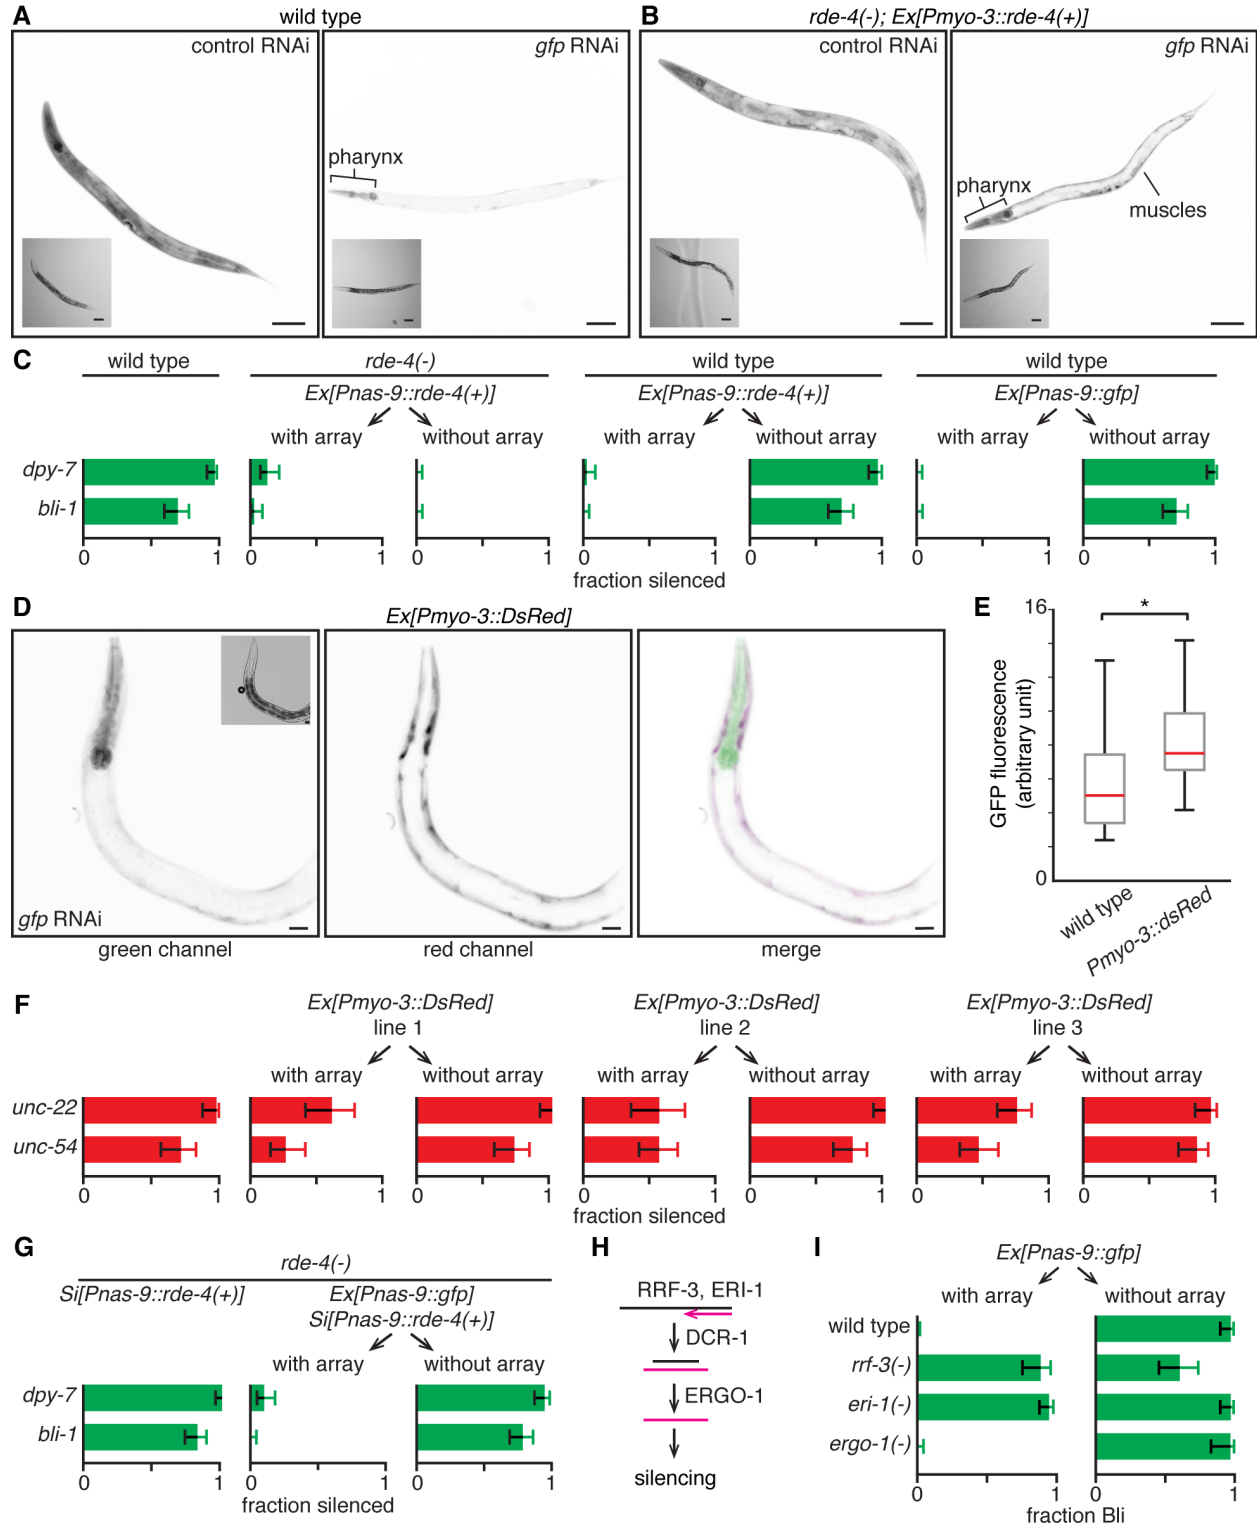 A
wild type
control RNAi
gfp RNAi
pharynx
B
rde-4(-); Ex[Pmyo-3::rde-4(+)]
control RNAi
gfp RNAi
pharynx
muscles
C
wild type
rde-4(-)
wild type
wild type
Ex[Pnas-9::rde-4(+)]
Ex[Pnas-9::rde-4(+)]
Ex[Pnas-9::gfp]
with array
without array
with array
without array
with array
without array
dpy-7
bli-1
0 1 0 1 0 1 0 1 0 1 0 1 0 1
fraction silenced
D
Ex[Pmyo-3::DsRed]
gfp RNAi
green channel
red channel
merge
E
16
*
GFP fluorescence
(arbitrary unit)
0
wild type
Pmyo-3::dsRed
F
Ex[Pmyo-3::DsRed]
line 1
Ex[Pmyo-3::DsRed]
line 2
Ex[Pmyo-3::DsRed]
line 3
with array
without array
with array
without array
with array
without array
unc-22
unc-54
0 1 0 1 0 1 0 1 0 1 0 1 0 1
fraction silenced
G
rde-4(-)
Si[Pnas-9::rde-4(+)]
Ex[Pnas-9::gfp]
Si[Pnas-9::rde-4(+)]
with array
without array
dpy-7
bli-1
0 1 0 1 0 1
fraction silenced
H
RRF-3, ERI-1
DCR-1
ERGO-1
silencing
I
Ex[Pnas-9::gfp]
with array
without array
wild type
rrf-3(-)
eri-1(-)
ergo-1(-)
0 1 0 1
fraction Bli